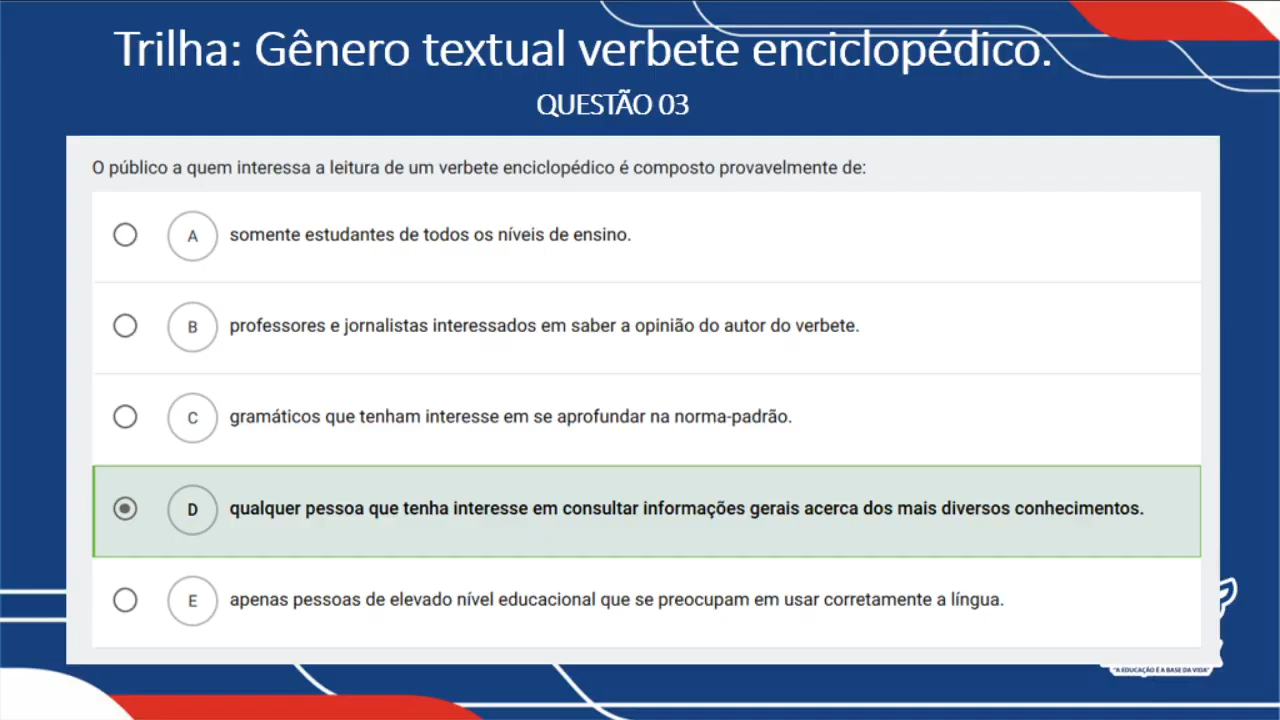 Trilha: Gênero textual verbete enciclopédico.
QUESTÃO 03
O público a quem interessa a leitura de um verbete enciclopédico é composto provavelmente de:
A somente estudantes de todos os níveis de ensino.
B professores e jornalistas interessados em saber a opinião do autor do verbete.
C gramáticos que tenham interesse em se aprofundar na norma-padrão.
D qualquer pessoa que tenha interesse em consultar informações gerais acerca dos mais diversos conhecimentos.
E apenas pessoas de elevado nível educacional que se preocupam em usar corretamente a língua.
"A EDUCAÇÃO É A BASE DA VIDA"